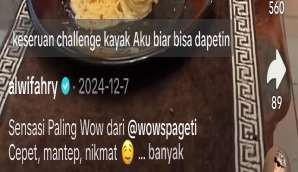 560
keseruan challenge kayak Aku biar bisa dapetin
alwifahry · 2024-12-7
89
Sensasi Paling Wow dari @wowspageti
Cepet, mantep, nikmat 😌 ... banyak